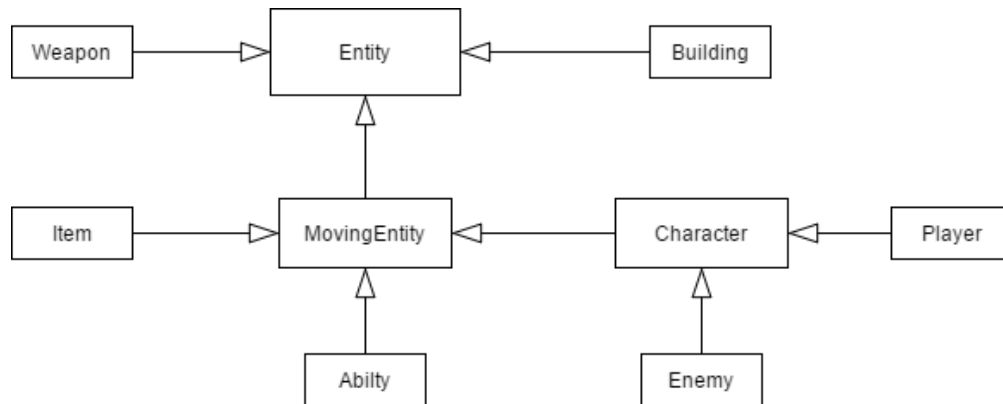 Weapon
Entity
Building
Item
MovingEntity
Character
Player
Abilty
Enemy